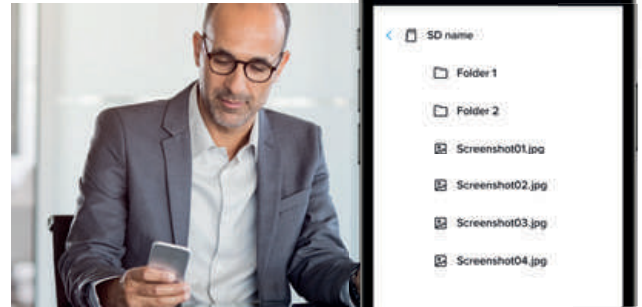 SD name
Folder 1
Folder 2
Screenshot01.jpg
Screenshot02.jpg
Screenshot03.jpg
Screenshot04.jpg